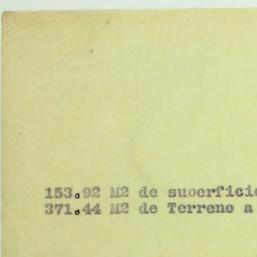 153.92 M2 de suoerficie
371.44 M2 de Terreno a